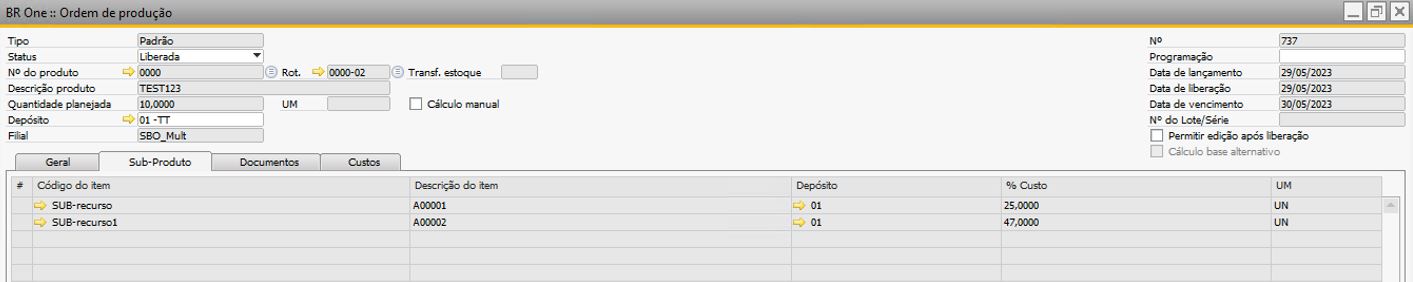 BR One :: Ordem de produção
Tipo Padrão Nº 737
Status Liberada Programação
Nº do produto 0000 Rot. 0000-02 Transf. estoque Data de lançamento 29/05/2023
Descrição produto TEST123 Data de liberação 29/05/2023
Quantidade planejada 10,0000 UM Cálculo manual Data de vencimento 30/05/2023
Depósito 01 -TT Nº do Lote/Série
Filial SBO_Mult Permitir edição após liberação
Cálculo base alternativo
Geral Sub-Produto Documentos Custos
# Código do item Descrição do item Depósito % Custo UM
SUB-recurso A00001 01 25,0000 UN
SUB-recurso1 A00002 01 47,0000 UN